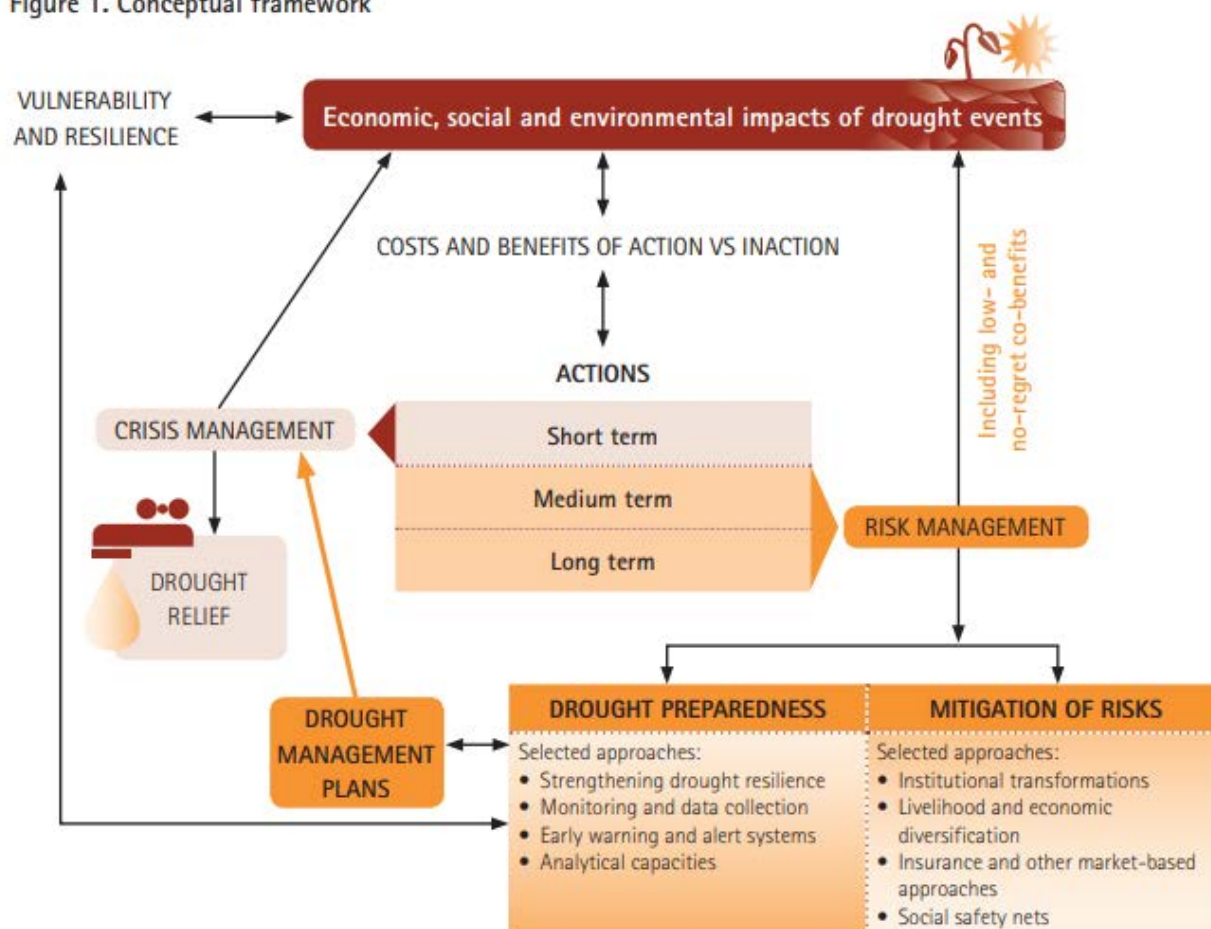 Figure 1. Conceptual framework
VULNERABILITY
AND RESILIENCE
Economic, social and environmental impacts of drought events
COSTS AND BENEFITS OF ACTION VS INACTION
Including low- and
no-regret co-benefits
ACTIONS
CRISIS MANAGEMENT
Short term
Medium term
Long term
RISK MANAGEMENT
DROUGHT
RELIEF
DROUGHT
MANAGEMENT
PLANS
DROUGHT PREPAREDNESS
Selected approaches:
• Strengthening drought resilience
• Monitoring and data collection
• Early warning and alert systems
• Analytical capacities
MITIGATION OF RISKS
Selected approaches:
• Institutional transformations
• Livelihood and economic
diversification
• Insurance and other market-based
approaches
• Social safety nets